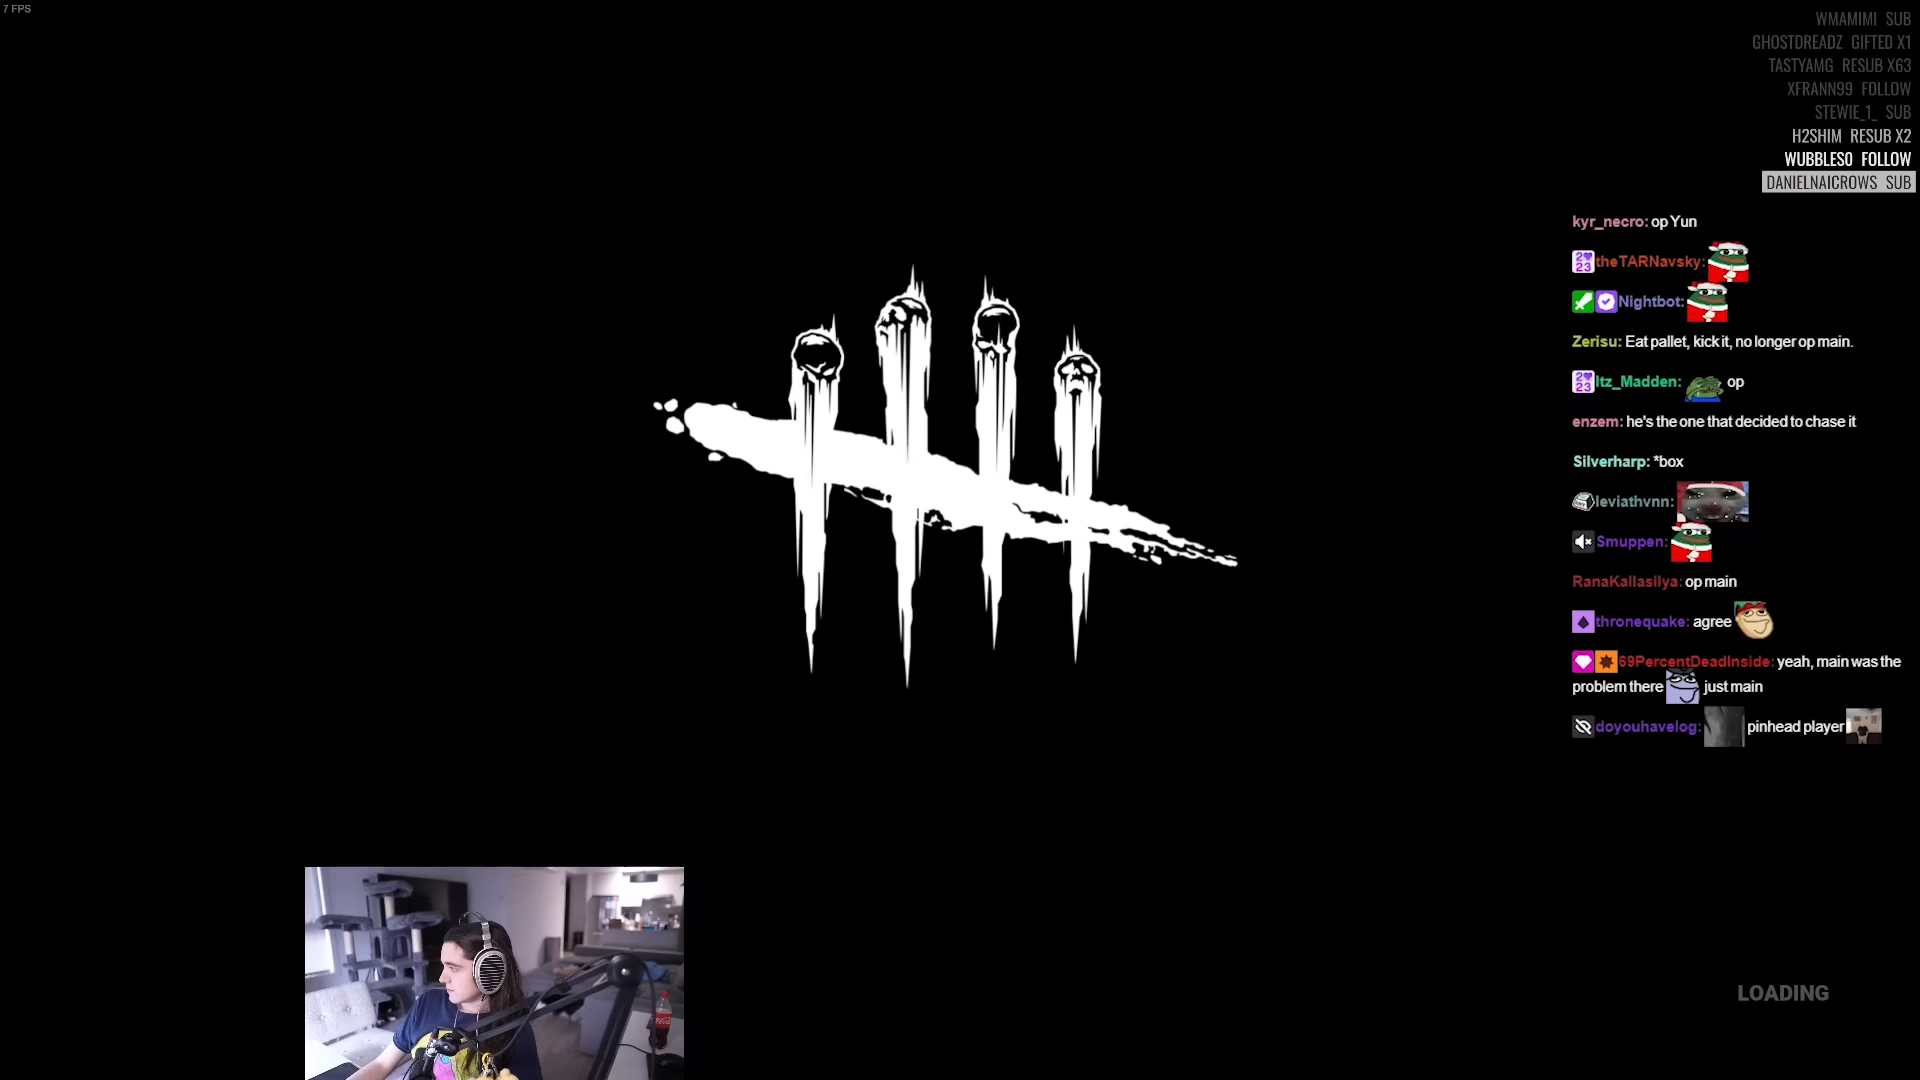 7 FPS
WMAMIMI SUB
GHOSTDREADZ GIFTED X1
TASTYAMG RESUB X63
XFRANN99 FOLLOW
STEWIE_1_ SUB
H2SHIM RESUB X2
WUBBLESO FOLLOW
DANIELNAICROWS SUB
kyr_necro: op Yun
2023 theTARNavsky:
Nightbot:
Zerisu: Eat pallet, kick it, no longer op main.
2023 Itz_Madden: op
enzem: he's the one that decided to chase it
Silverharp: *box
leviathvnn:
Smuppen:
RanaKallasilya: op main
thronequake: agree
69PercentDeadInside: yeah, main was the
problem there just main
doyouhavelog: pinhead player
LOADING